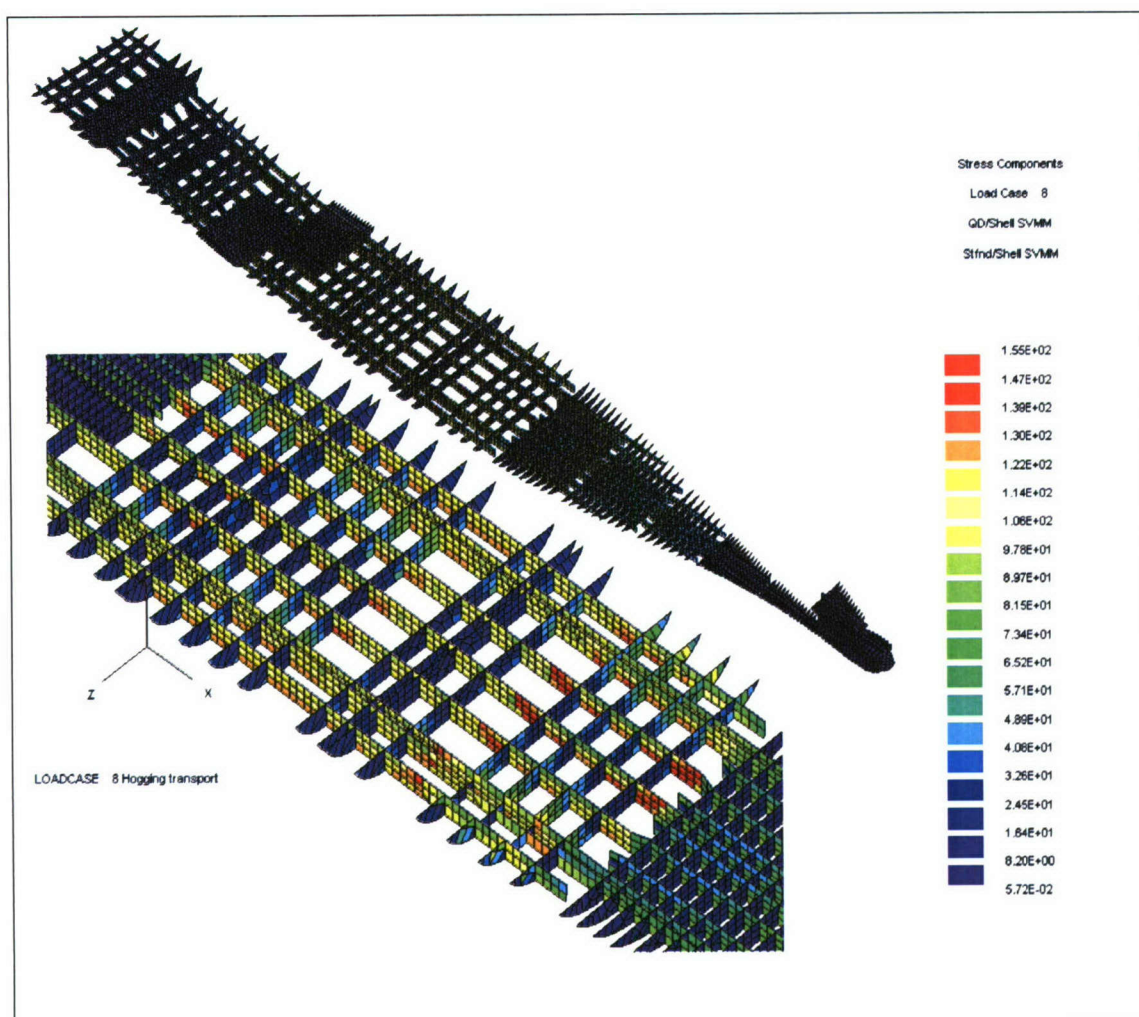 Stress Components
Load Case 8
QD/Shell SVMM
Stfnd/Shell SVMM
1.55E+02
1.47E+02
1.39E+02
1.30E+02
1.22E+02
1.14E+02
1.06E+02
9.78E+01
8.97E+01
8.15E+01
7.34E+01
6.52E+01
5.71E+01
4.89E+01
4.08E+01
3.26E+01
2.45E+01
1.64E+01
8.20E+00
5.72E-02
Z
X
LOADCASE 8 Hogging transport